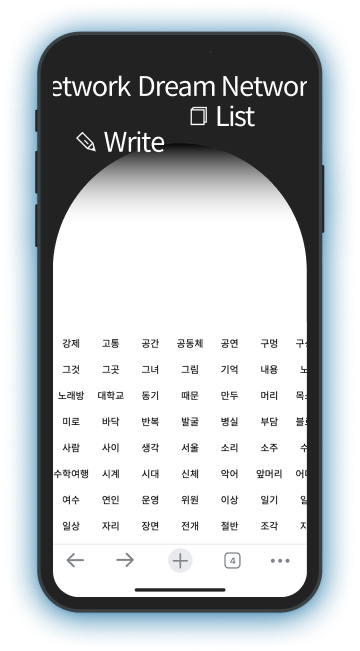 etwork Dream Networ
List
Write
강제 고통 공간 공동체 공연 구멍
그것 그곳 그녀 그림 기억 내용
노래방 대학교 동기 때문 만두 머리
미로 바닥 반복 발굴 병실 부담
사람 사이 생각 서울 소리 소주 수
수학여행 시계 시대 신체 악어 앞머리
여수 연인 운영 위원 이상 일기
일상 자리 장면 전개 절반 조각
4